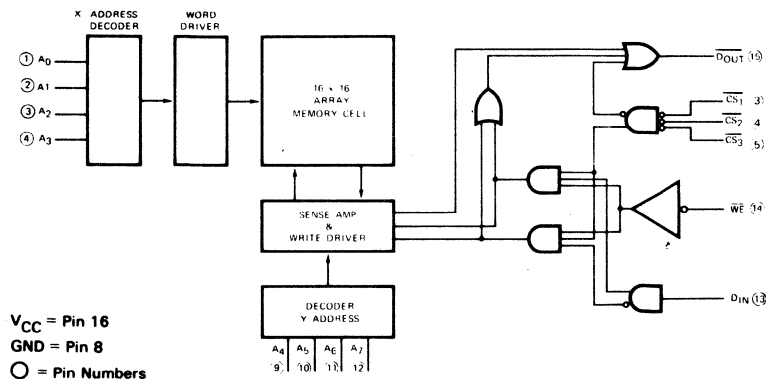 X ADDRESS
DECODER
WORD
DRIVER
① A0
② A1
③ A2
④ A3
16 x 16
ARRAY
MEMORY CELL
SENSE AMP
&
WRITE DRIVER
DECODER
Y ADDRESS
A4 A5 A6 A7
(9) (10) (11) 12)
DOUT (15)
CS1 3)
CS2 4
CS3 (5)
WE (14)
DIN (13)
VCC = Pin 16
GND = Pin 8
◯ = Pin Numbers